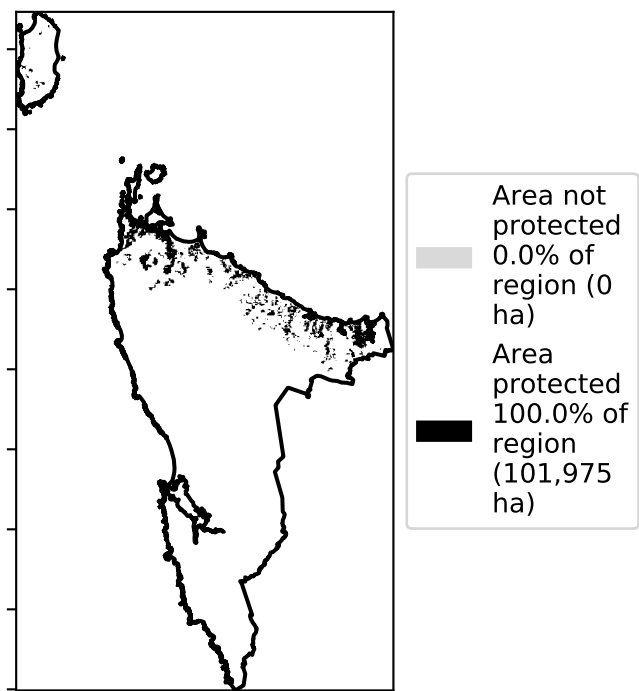 Area not
protected
0.0% of
region (0
ha)
Area
protected
100.0% of
region
(101,975
ha)